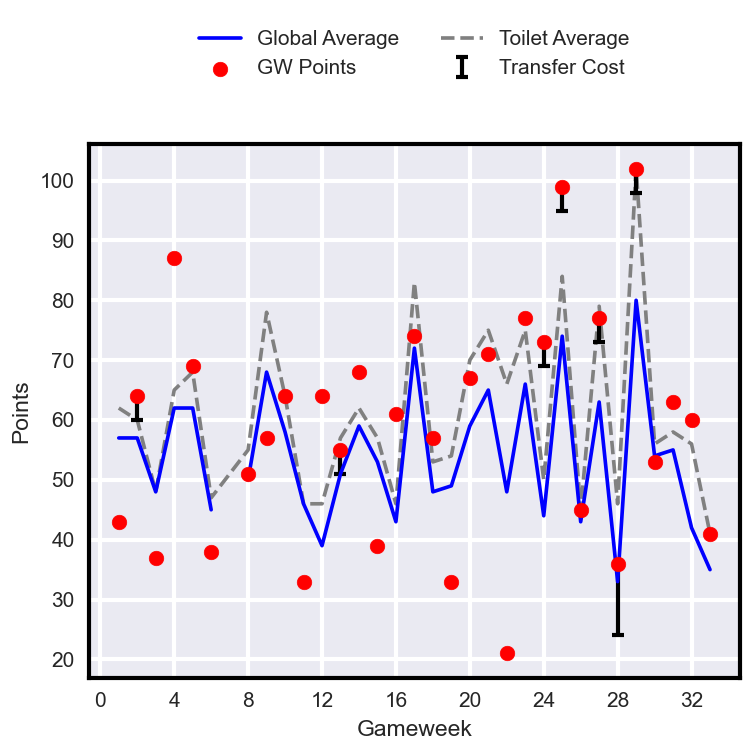 Global Average
Toilet Average
GW Points
Transfer Cost
100
90
80
70
60
50
40
30
20
Points
0 4 8 12 16 20 24 28 32
Gameweek